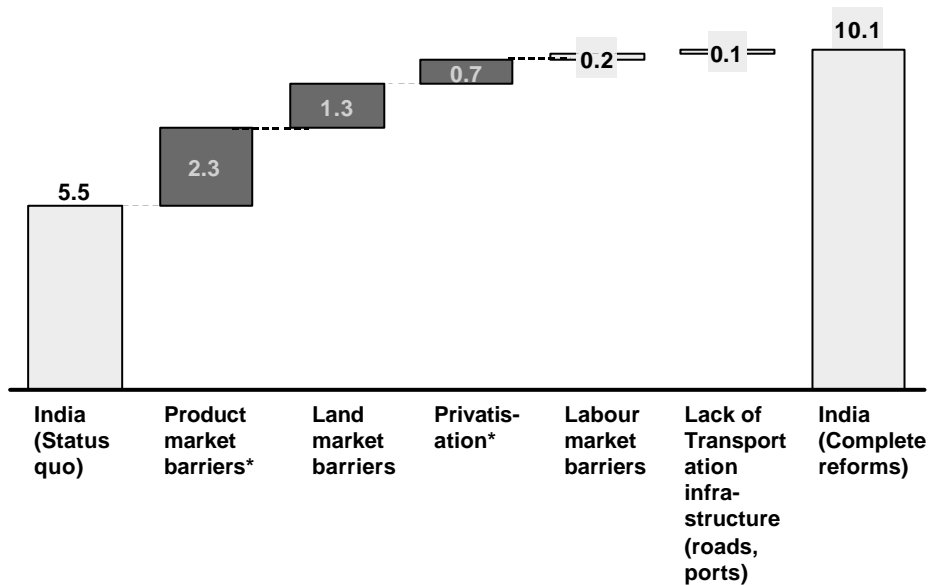 5.5
2.3
1.3
0.7
0.2
0.1
10.1
India
(Status
quo)
Product
market
barriers*
Land
market
barriers
Privatis-
ation*
Labour
market
barriers
Lack of
Transport
ation
infra-
structure
(roads,
ports)
India
(Complete
reforms)